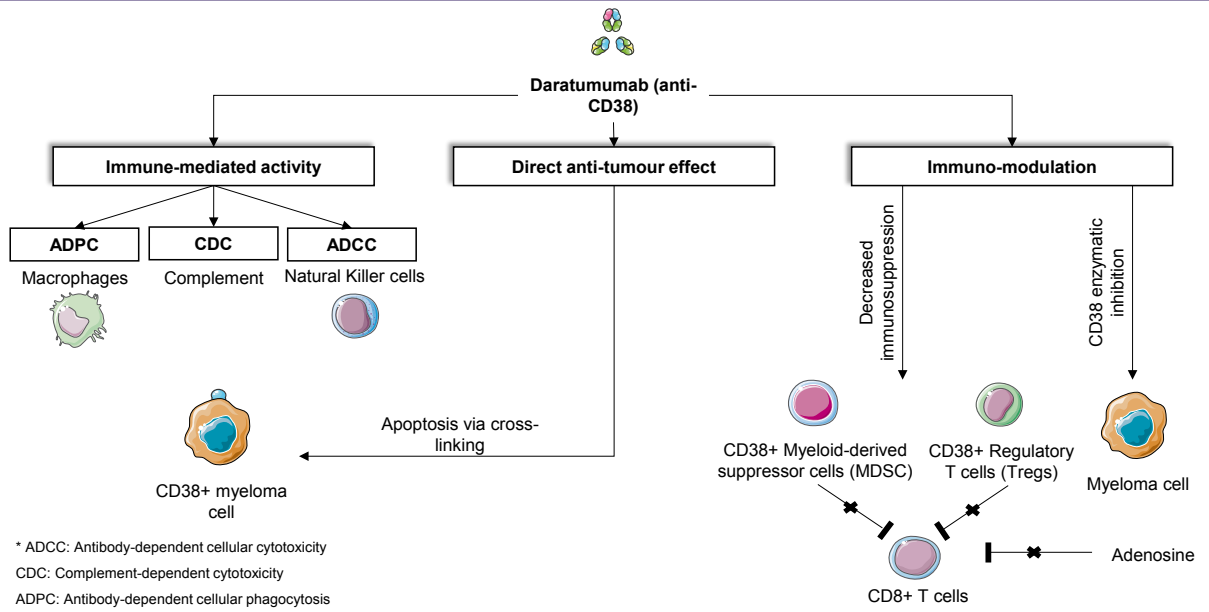 Daratumumab (anti-
CD38)
Immune-mediated activity
Direct anti-tumour effect
Immuno-modulation
ADPC
CDC
ADCC
Macrophages
Complement
Natural Killer cells
Decreased
immunosuppression
CD38 enzymatic
inhibition
Apoptosis via cross-
linking
CD38+ myeloma
cell
CD38+ Myeloid-derived
suppressor cells (MDSC)
CD38+ Regulatory
T cells (Tregs)
Myeloma cell
Adenosine
CD8+ T cells
* ADCC: Antibody-dependent cellular cytotoxicity
CDC: Complement-dependent cytotoxicity
ADPC: Antibody-dependent cellular phagocytosis